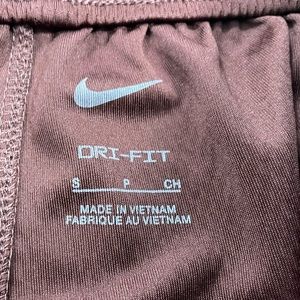 DRI-FIT
S P CH
MADE IN VIETNAM
FABRIQUE AU VIETNAM